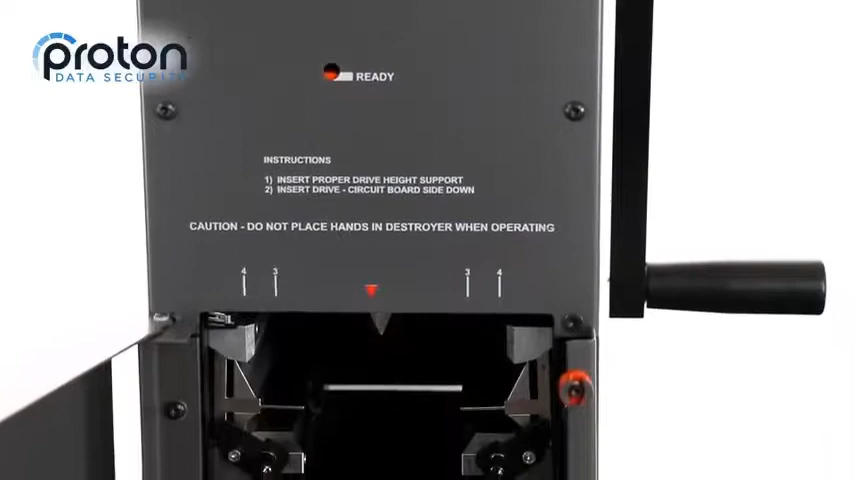 proton
DATA SECURITY
READY
INSTRUCTIONS
1) INSERT PROPER DRIVE HEIGHT SUPPORT
2) INSERT DRIVE - CIRCUIT BOARD SIDE DOWN
CAUTION - DO NOT PLACE HANDS IN DESTROYER WHEN OPERATING
4 3 3 4